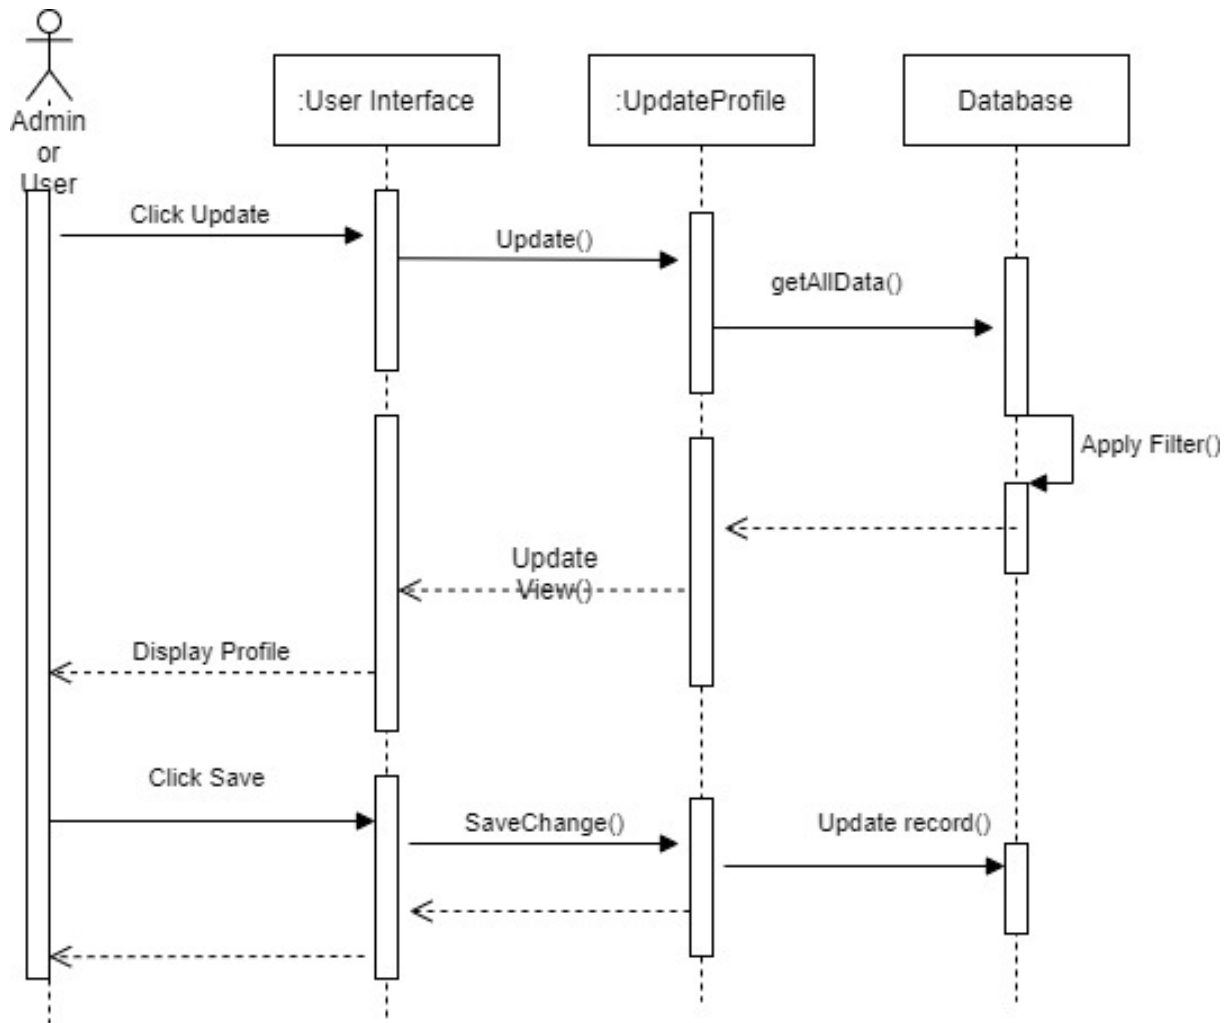 Admin
or
User
:User Interface
:UpdateProfile
Database
Click Update
Update()
getAllData()
Apply Filter()
Update
View()
Display Profile
Click Save
SaveChange()
Update record()